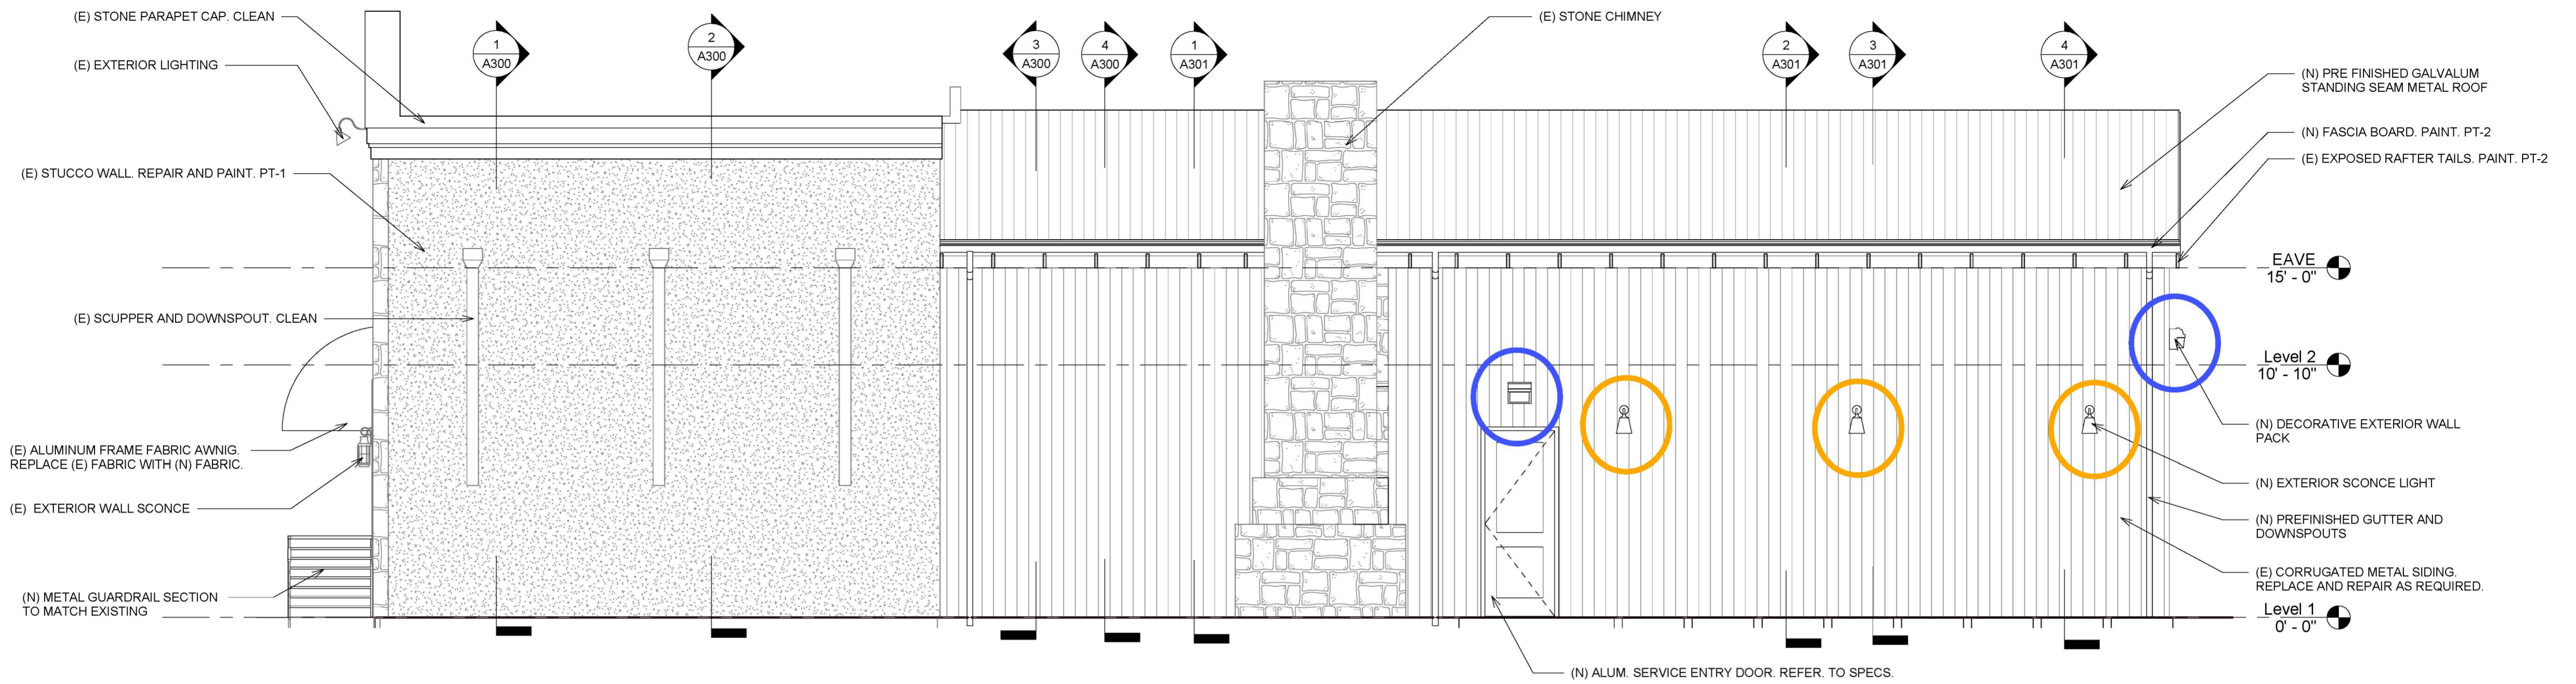 (E) STONE PARAPET CAP. CLEAN
(E) EXTERIOR LIGHTING
(E) STUCCO WALL. REPAIR AND PAINT. PT-1
(E) SCUPPER AND DOWNSPOUT. CLEAN
(E) ALUMINUM FRAME FABRIC AWNIG.
REPLACE (E) FABRIC WITH (N) FABRIC.
(E) EXTERIOR WALL SCONCE
(N) METAL GUARDRAIL SECTION
TO MATCH EXISTING
1
A300
2
A300
3
A300
4
A300
1
A301
(E) STONE CHIMNEY
2
A301
3
A301
4
A301
(N) PRE FINISHED GALVALUM
STANDING SEAM METAL ROOF
(N) FASCIA BOARD. PAINT. PT-2
(E) EXPOSED RAFTER TAILS. PAINT. PT-2
EAVE
15' - 0"
Level 2
10' - 10"
(N) DECORATIVE EXTERIOR WALL
PACK
(N) EXTERIOR SCONCE LIGHT
(N) PREFINISHED GUTTER AND
DOWNSPOUTS
(E) CORRUGATED METAL SIDING.
REPLACE AND REPAIR AS REQUIRED.
Level 1
0' - 0"
(N) ALUM. SERVICE ENTRY DOOR. REFER. TO SPECS.